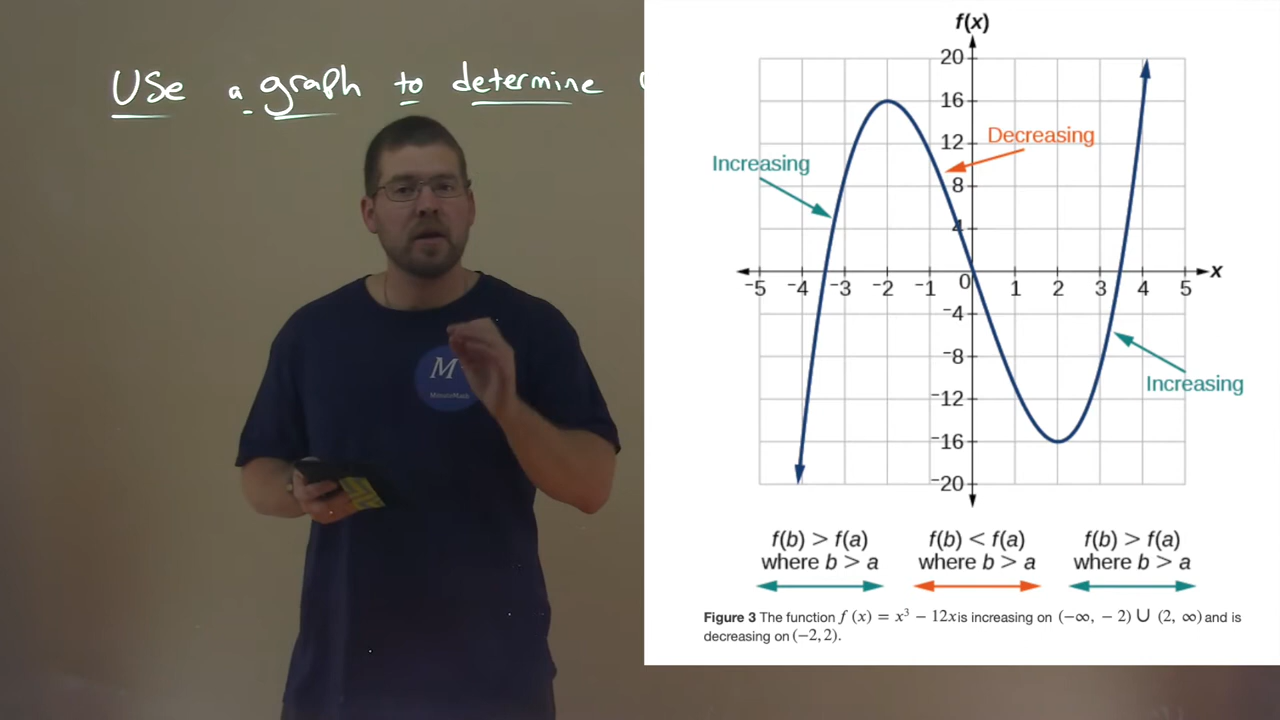 USe a graph to determine
M
MinuteMath
f(x)
20
16
12
8
4
0
-4
-8
-12
-16
-20
-5 -4 -3 -2 -1 1 2 3 4 5 x
Increasing
Decreasing
Increasing
f(b) > f(a) f(b) < f(a) f(b) > f(a)
where b > a where b > a where b > a
Figure 3 The function f (x) = x³ − 12x is increasing on (−∞, − 2) ∪ (2, ∞) and is
decreasing on (−2, 2).